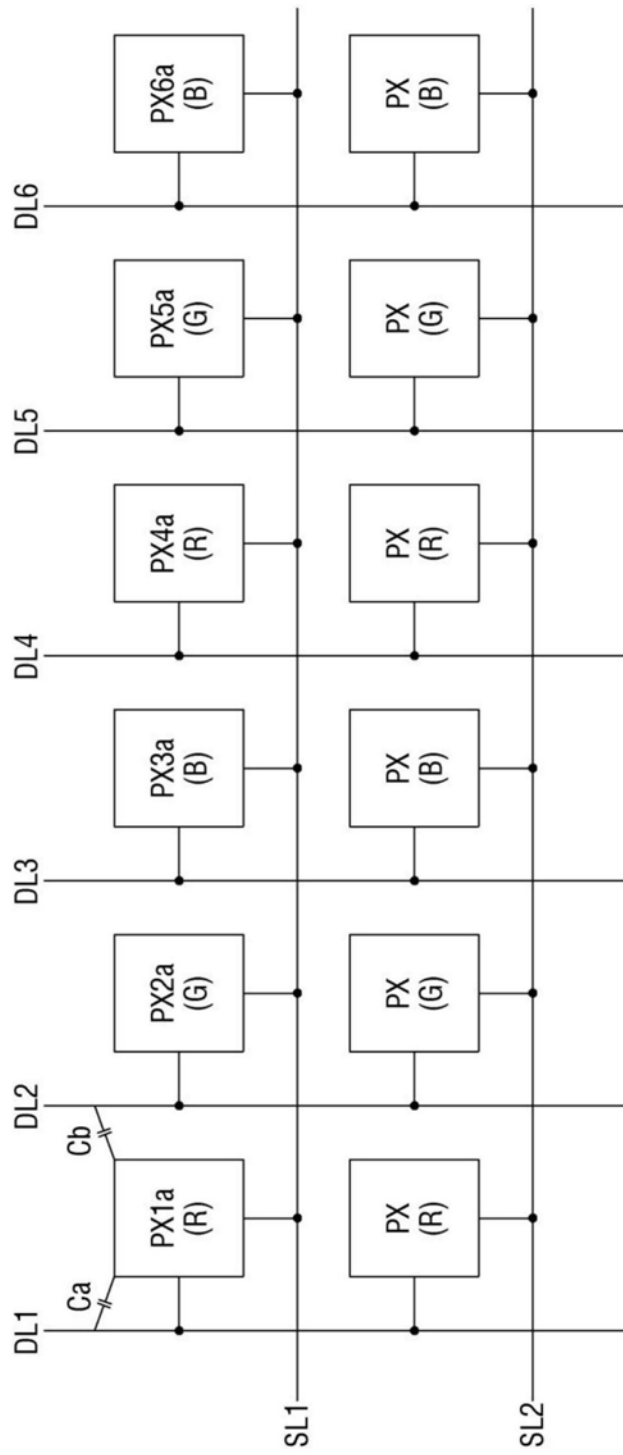 DL1
DL2
DL3
DL4
DL5
DL6
Ca
Cb
PX1a
(R)
PX2a
(G)
PX3a
(B)
PX4a
(R)
PX5a
(G)
PX6a
(B)
SL1
PX
(R)
PX
(G)
PX
(B)
PX
(R)
PX
(G)
PX
(B)
SL2